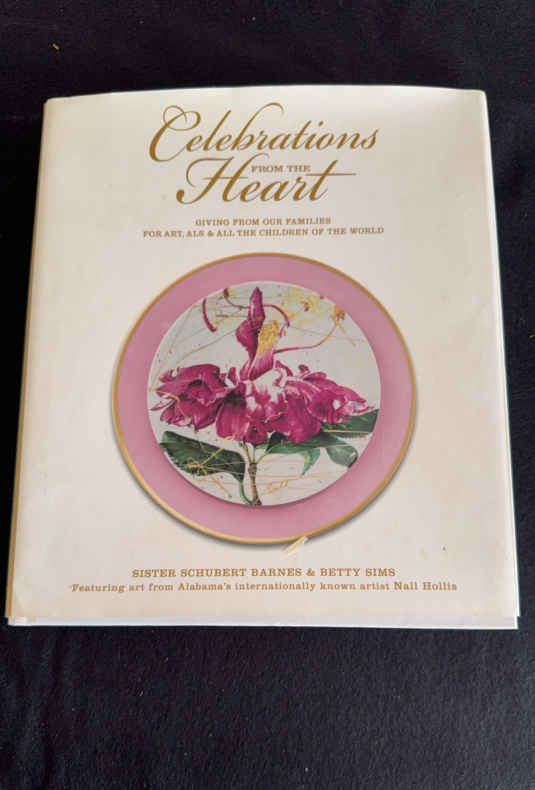 Celebrations
FROM THE
Heart
GIVING FROM OUR FAMILIES
FOR ART, ALS & ALL THE CHILDREN OF THE WORLD
SISTER SCHUBERT BARNES & BETTY SIMS
Featuring art from Alabama's internationally known artist Nall Hollis